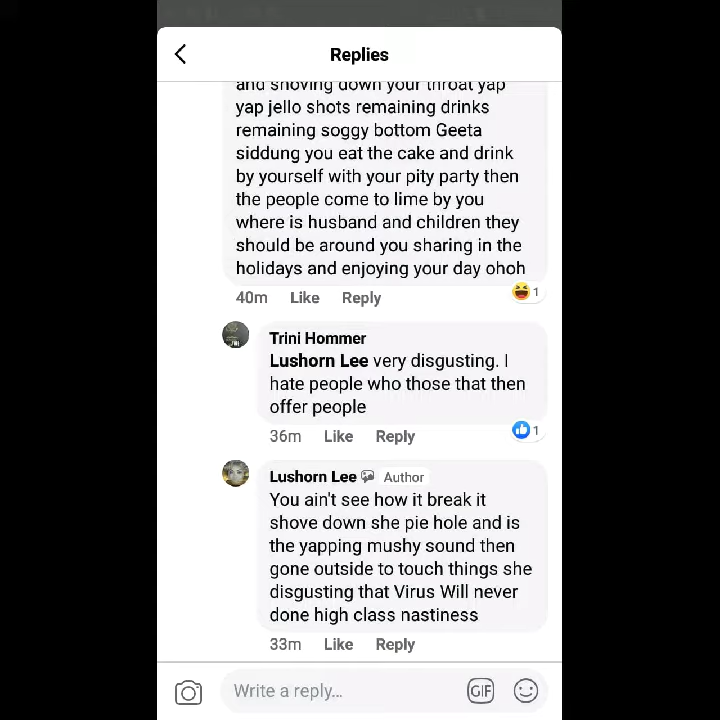 Replies
and shoving down your throat yap
yap jello shots remaining drinks
remaining soggy bottom Geeta
siddung you eat the cake and drink
by yourself with your pity party then
the people come to lime by you
where is husband and children they
should be around you sharing in the
holidays and enjoying your day ohoh
40m Like Reply 1
Trini Hommer
Lushorn Lee very disgusting. I
hate people who those that then
offer people
36m Like Reply 1
Lushorn Lee Author
You ain't see how it break it
shove down she pie hole and is
the yapping mushy sound then
gone outside to touch things she
disgusting that Virus Will never
done high class nastiness
33m Like Reply
Write a reply...
GIF